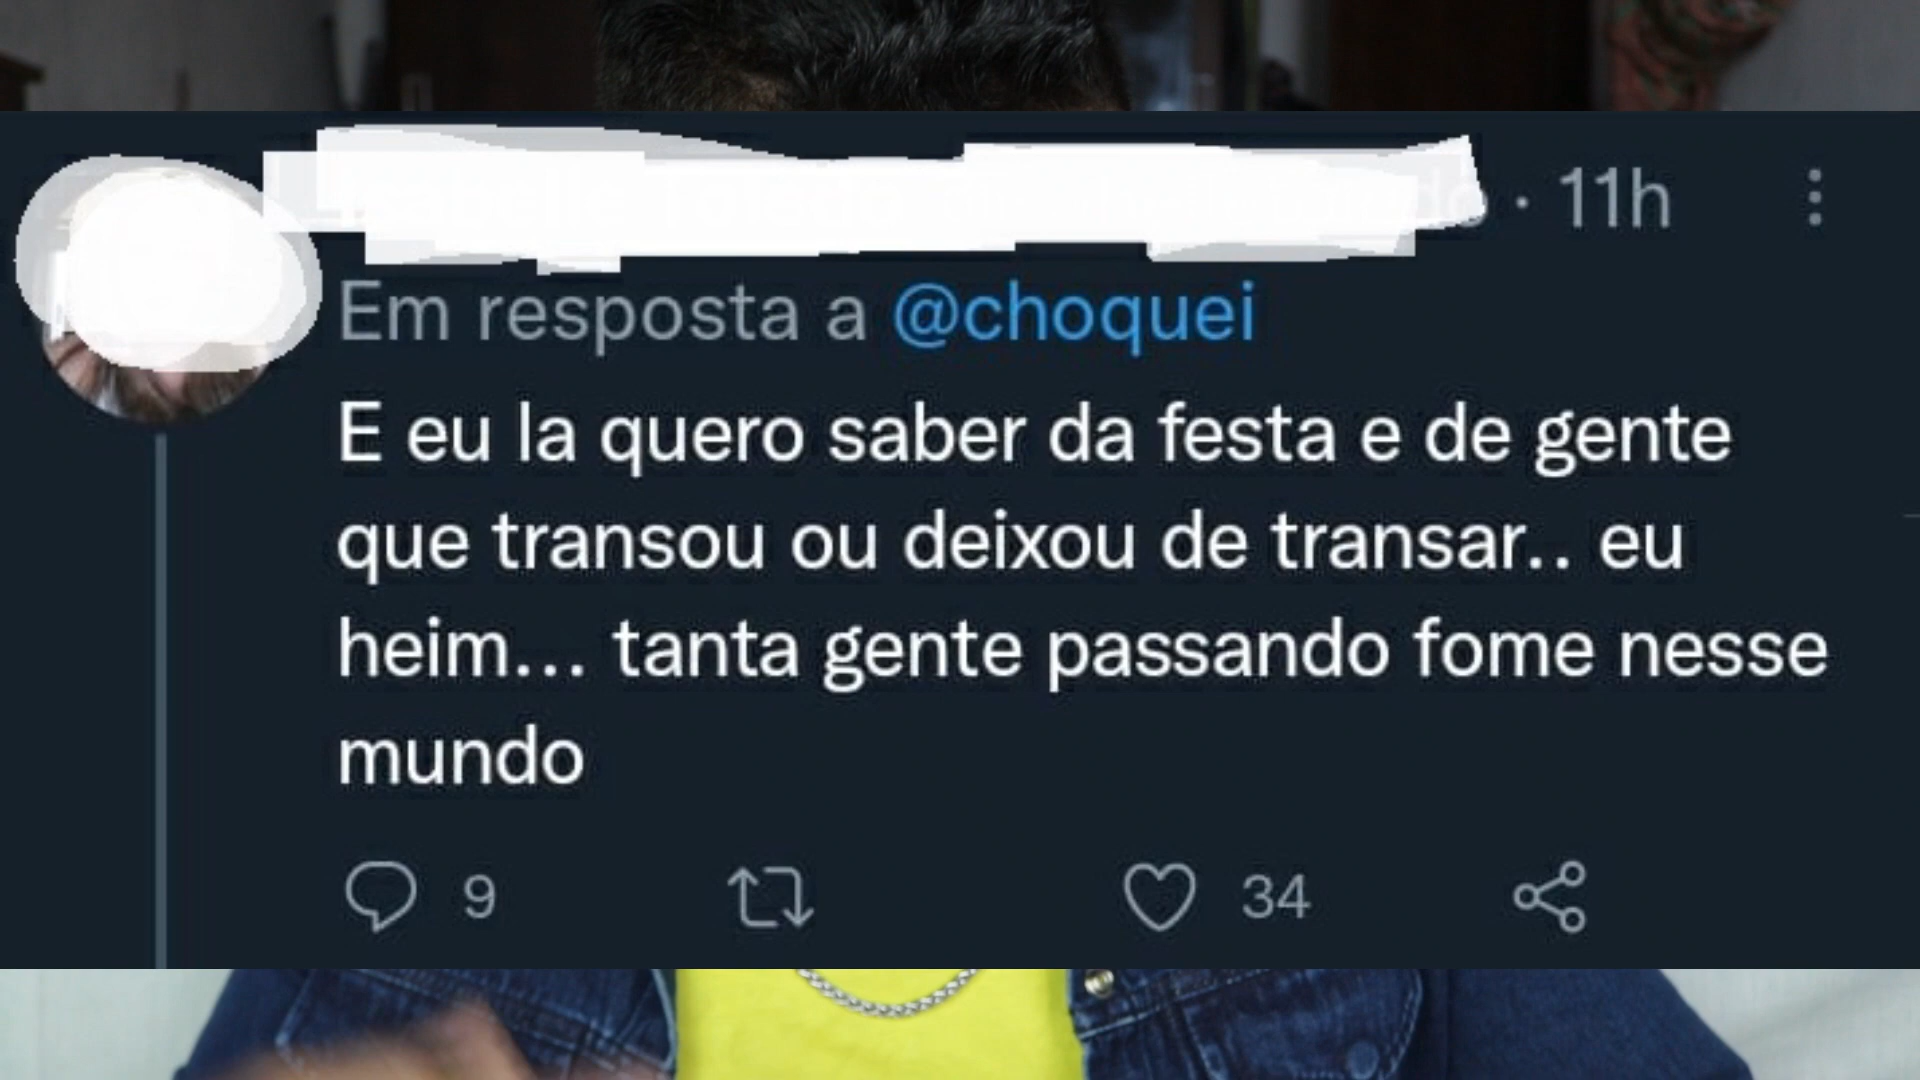 · 11h
Em resposta a @choquei
E eu la quero saber da festa e de gente
que transou ou deixou de transar.. eu
heim... tanta gente passando fome nesse
mundo
9 34